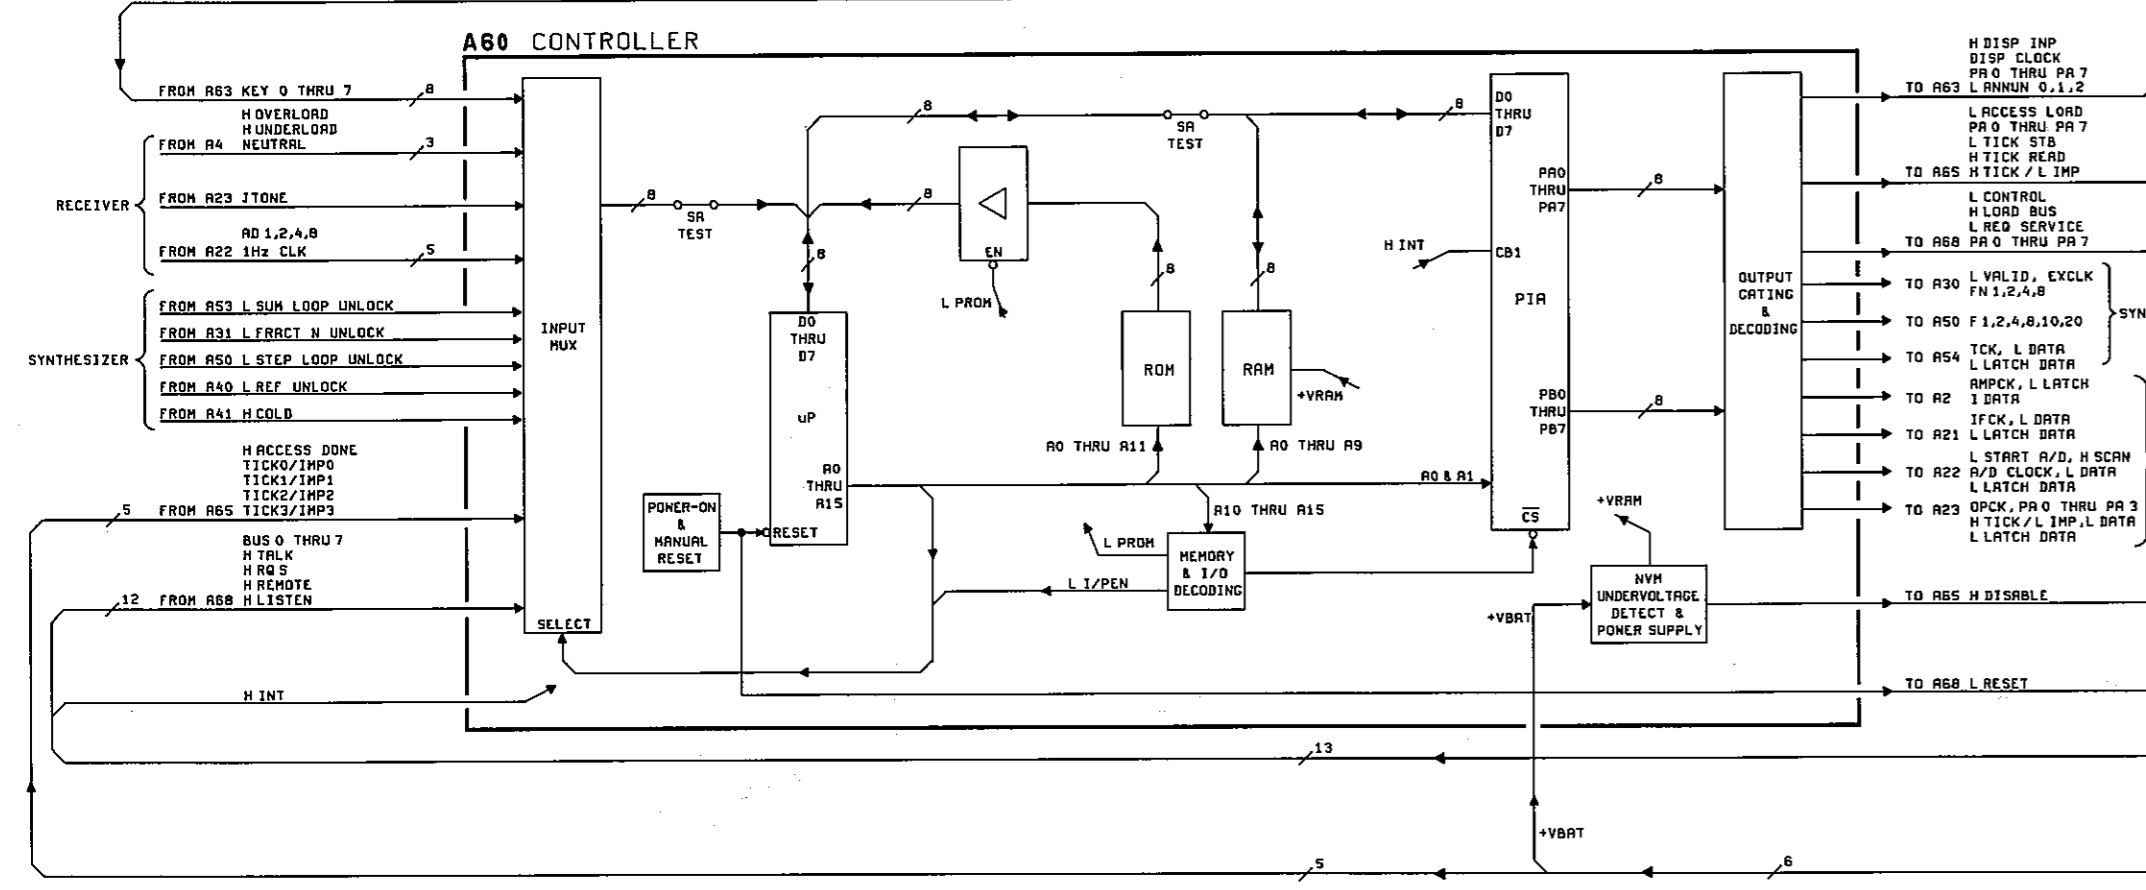 A60 CONTROLLER
FROM A63 KEY 0 THRU 7
8
H OVERLOAD
H UNDERLOAD
FROM A4 NEUTRAL
3
RECEIVER
FROM A23 ITONE
AD 1,2,4,8
FROM A22 1Hz CLK
5
SYNTHESIZER
FROM A53 L SUM LOOP UNLOCK
FROM A31 L FRACT N UNLOCK
FROM A50 L STEP LOOP UNLOCK
FROM A40 L REF UNLOCK
FROM A41 H COLD
H ACCESS DONE
TICK0/IMP0
TICK1/IMP1
TICK2/IMP2
FROM A65 TICK3/IMP3
5
BUS 0 THRU 7
H TALK
H RQS
H REMOTE
FROM A68 H LISTEN
12
H INT
INPUT
MUX
SELECT
8
SA
TEST
8
8
8
SA
TEST
8
EN
L PROM
D0
THRU
D7
uP
A0
THRU
A15
RESET
POWER-ON
&
MANUAL
RESET
8
ROM
A0 THRU A11
8
RAM
+VRAM
A0 THRU A9
A0 & A1
A10 THRU A15
L PROM
MEMORY
& I/O
DECODING
L I/PEN
D0
THRU
D7
PA0
THRU
PA7
8
H INT
CB1
PIA
PB0
THRU
PB7
8
CS
OUTPUT
GATING
&
DECODING
+VRAM
NVM
UNDERVOLTAGE
DETECT &
POWER SUPPLY
+VBAT
H DISP INP
DISP CLOCK
PA 0 THRU PA 7
TO A63 L ANNUN 0,1,2
L ACCESS LOAD
PA 0 THRU PA 7
L TICK STB
H TICK READ
TO A65 H TICK / L IMP
L CONTROL
H LOAD BUS
L REQ SERVICE
TO A68 PA 0 THRU PA 7
TO A30 L VALID, EXCLK
FN 1,2,4,8
TO A50 F 1,2,4,8,10,20
SYN
TO A54 TCK, L DATA
L LATCH DATA
AMPCK, L LATCH
TO A2 I DATA
IFCK, L DATA
TO A21 L LATCH DATA
L START A/D, H SCAN
TO A22 A/D CLOCK, L DATA
L LATCH DATA
TO A23 OPCK, PA 0 THRU PA 3
H TICK/L IMP, L DATA
L LATCH DATA
TO A65 H DISABLE
TO A68 L RESET
13
+VBAT
5
6